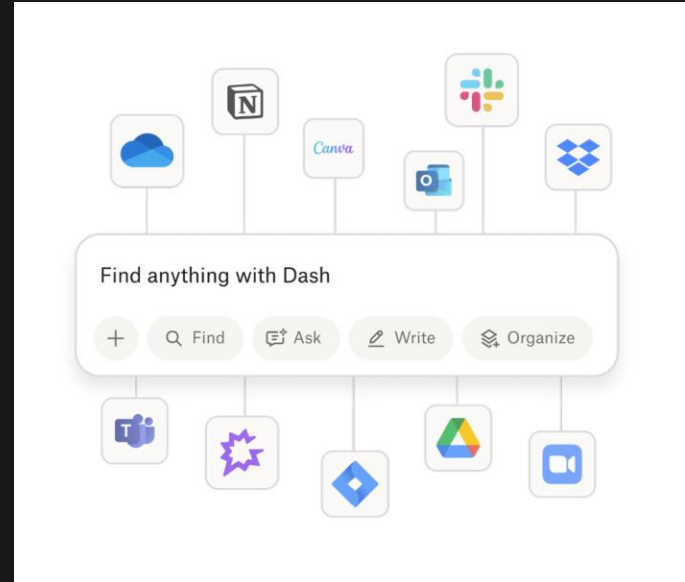 N
Canva
O
Find anything with Dash
Find
Ask
Write
Organize
T